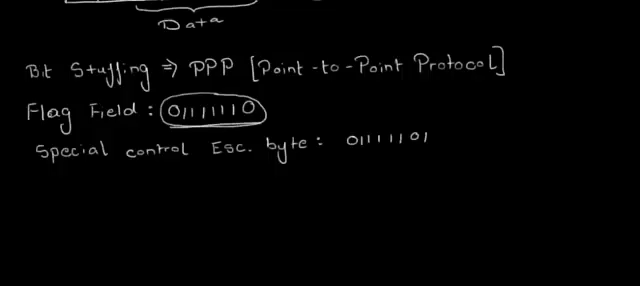 Data
Bit Stuffing ⇒ PPP [Point-to-Point Protocol]
Flag Field : 01111110
Special control Esc. byte : 01111101